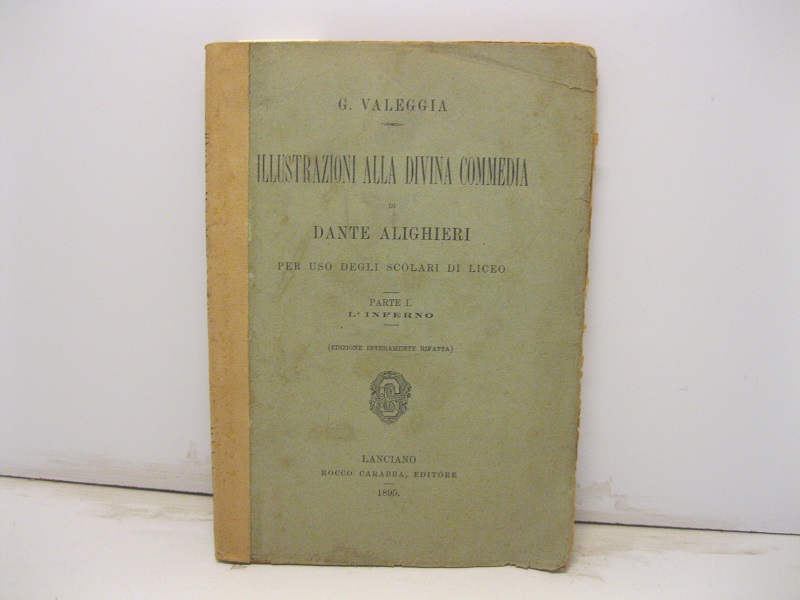 G. VALEGGIA
ILLUSTRAZIONI ALLA DIVINA COMMEDIA
DI
DANTE ALIGHIERI
PER USO DEGLI SCOLARI DI LICEO
PARTE I.
L' INFERNO
(EDIZIONE INTERAMENTE RIFATTA)
LANCIANO
ROCCO CARABBA, EDITORE
1895.